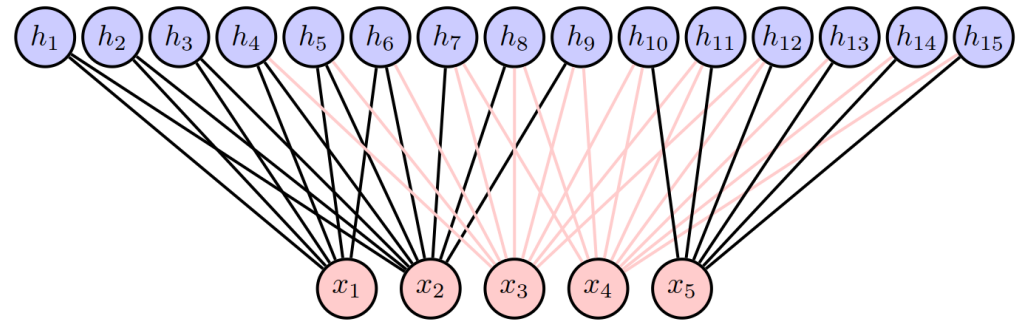 h₁ h₂ h₃ h₄ h₅ h₆ h₇ h₈ h₉ h₁₀ h₁₁ h₁₂ h₁₃ h₁₄ h₁₅
x₁ x₂ x₃ x₄ x₅